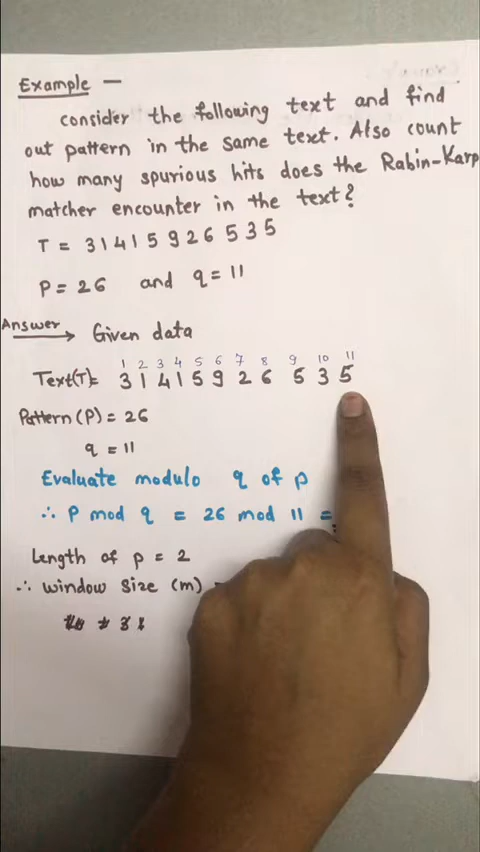 Example —
consider the following text and find
out pattern in the same text. Also count
how many spurious hits does the Rabin-Karp
matcher encounter in the text?
T = 3 1 4 1 5 9 2 6 5 3 5
P = 26 and q = 11
Answer → Given data
1 2 3 4 5 6 7 8 9 10 11
Text(T)= 3 1 4 1 5 9 2 6 5 3 5
Pattern (P) = 26
q = 11
Evaluate modulo q of p
∴ P mod q = 26 mod 11 =
Length of p = 2
∴ window size (m)